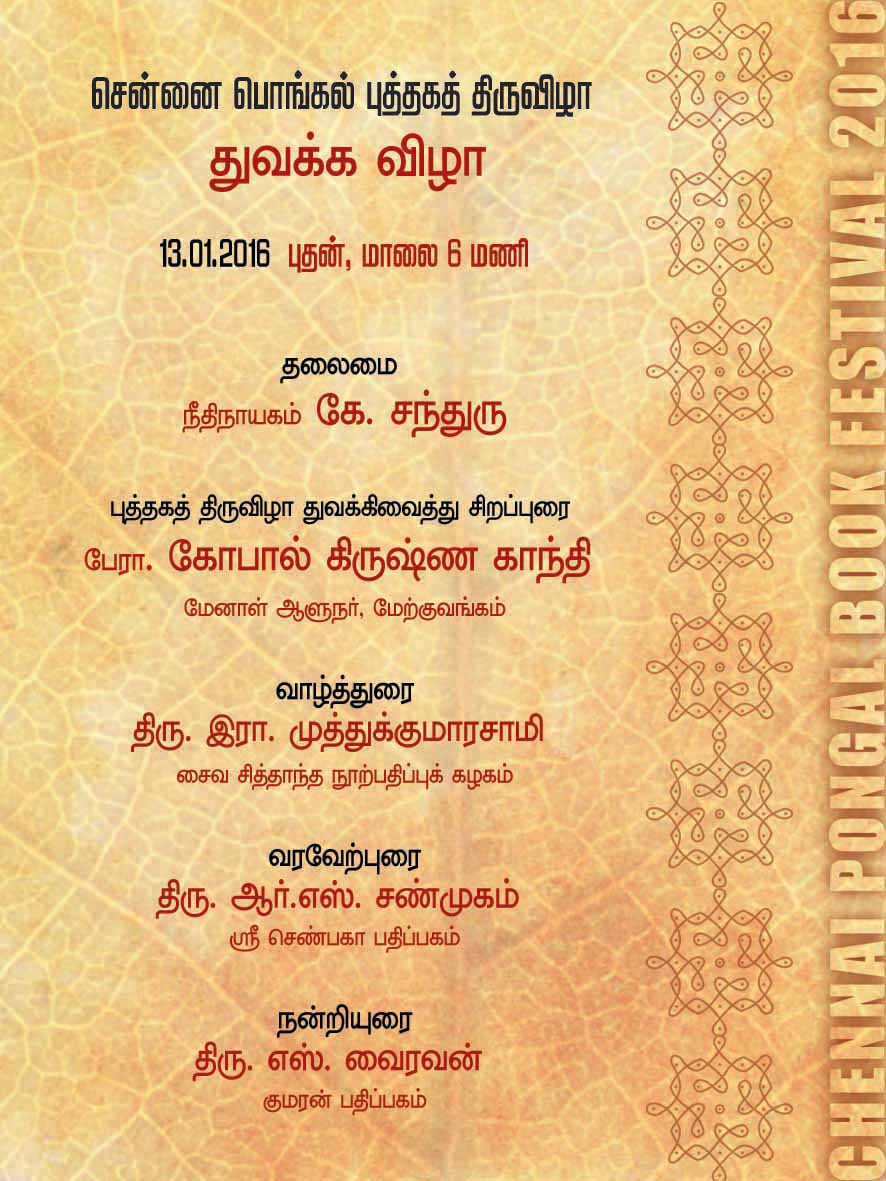 சென்னை பொங்கல் புத்தகத் திருவிழா
துவக்க விழா
13.01.2016 புதன், மாலை 6 மணி
தலைமை
நீதிநாயகம் கே. சந்துரு
புத்தகத் திருவிழா துவக்கிவைத்து சிறப்புரை
பேரா. கோபால் கிருஷ்ண காந்தி
மேனாள் ஆளுநர், மேற்குவங்கம்
வாழ்த்துரை
திரு. இரா. முத்துக்குமாரசாமி
சைவ சித்தாந்த நூற்பதிப்புக் கழகம்
வரவேற்புரை
திரு. ஆர்.எஸ். சண்முகம்
ஸ்ரீ செண்பகா பதிப்பகம்
நன்றியுரை
திரு. எஸ். வைரவன்
குமரன் பதிப்பகம்
CHENNAI PONGAL BOOK FESTIVAL 2016